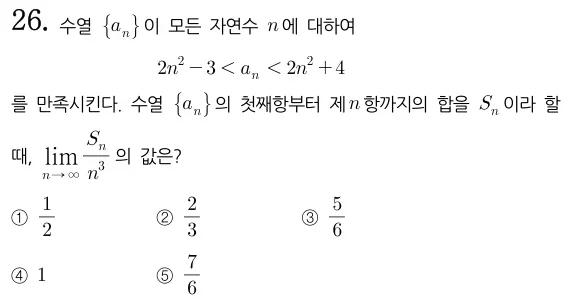 26. 수열 {aₙ}이 모든 자연수 n에 대하여
2n² − 3 < aₙ < 2n² + 4
를 만족시킨다. 수열 {aₙ}의 첫째항부터 제n항까지의 합을 Sₙ이라 할
때, lim_{n→∞} Sₙ/n³ 의 값은?
① 1/2 ② 2/3 ③ 5/6
④ 1 ⑤ 7/6